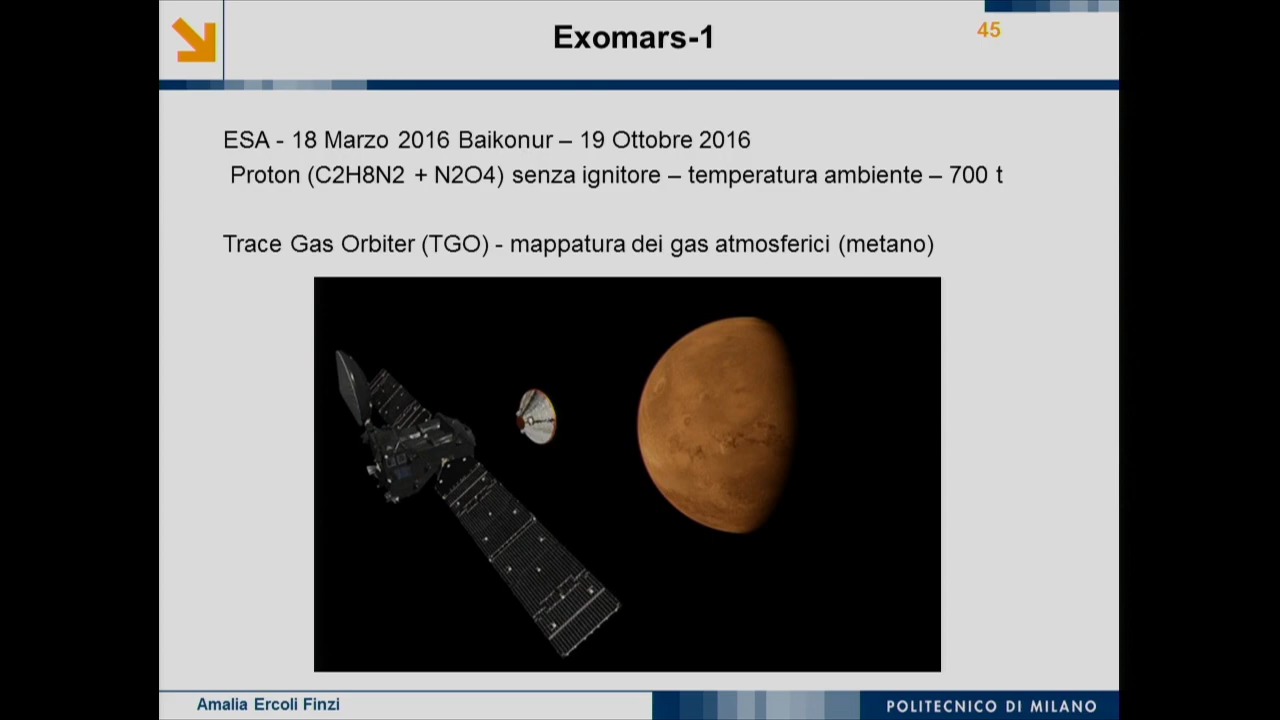 Exomars-1
45
ESA - 18 Marzo 2016 Baikonur – 19 Ottobre 2016
Proton (C2H8N2 + N2O4) senza ignitore – temperatura ambiente – 700 t
Trace Gas Orbiter (TGO) - mappatura dei gas atmosferici (metano)
Amalia Ercoli Finzi
POLITECNICO DI MILANO